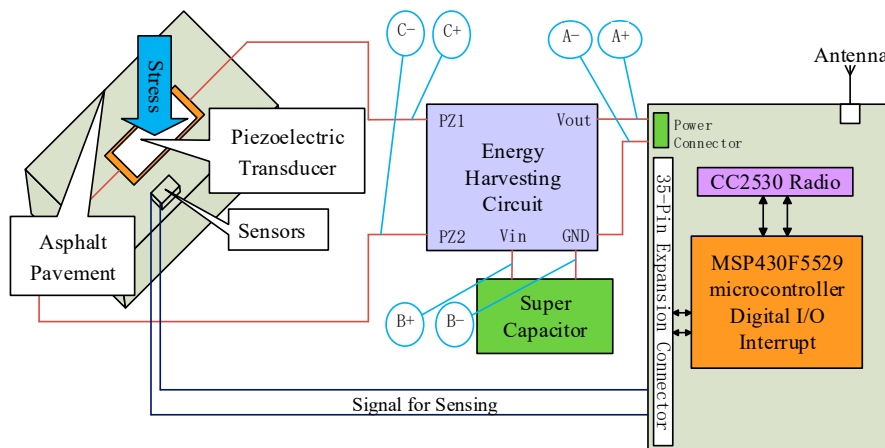 C-
C+
A-
A+
Antenna
Stress
PZ1
Vout
Power
Connector
Piezoelectric
Transducer
Energy
Harvesting
Circuit
35-Pin Expansion Connector
CC2530 Radio
Sensors
Asphalt
Pavement
PZ2
Vin
GND
MSP430F5529
microcontroller
Digital I/O
Interrupt
B+
B-
Super
Capacitor
Signal for Sensing